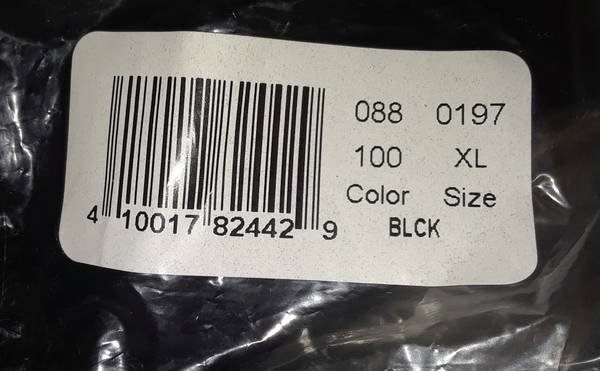 088 0197
100 XL
Color Size
BLCK
4 10017 82442 9